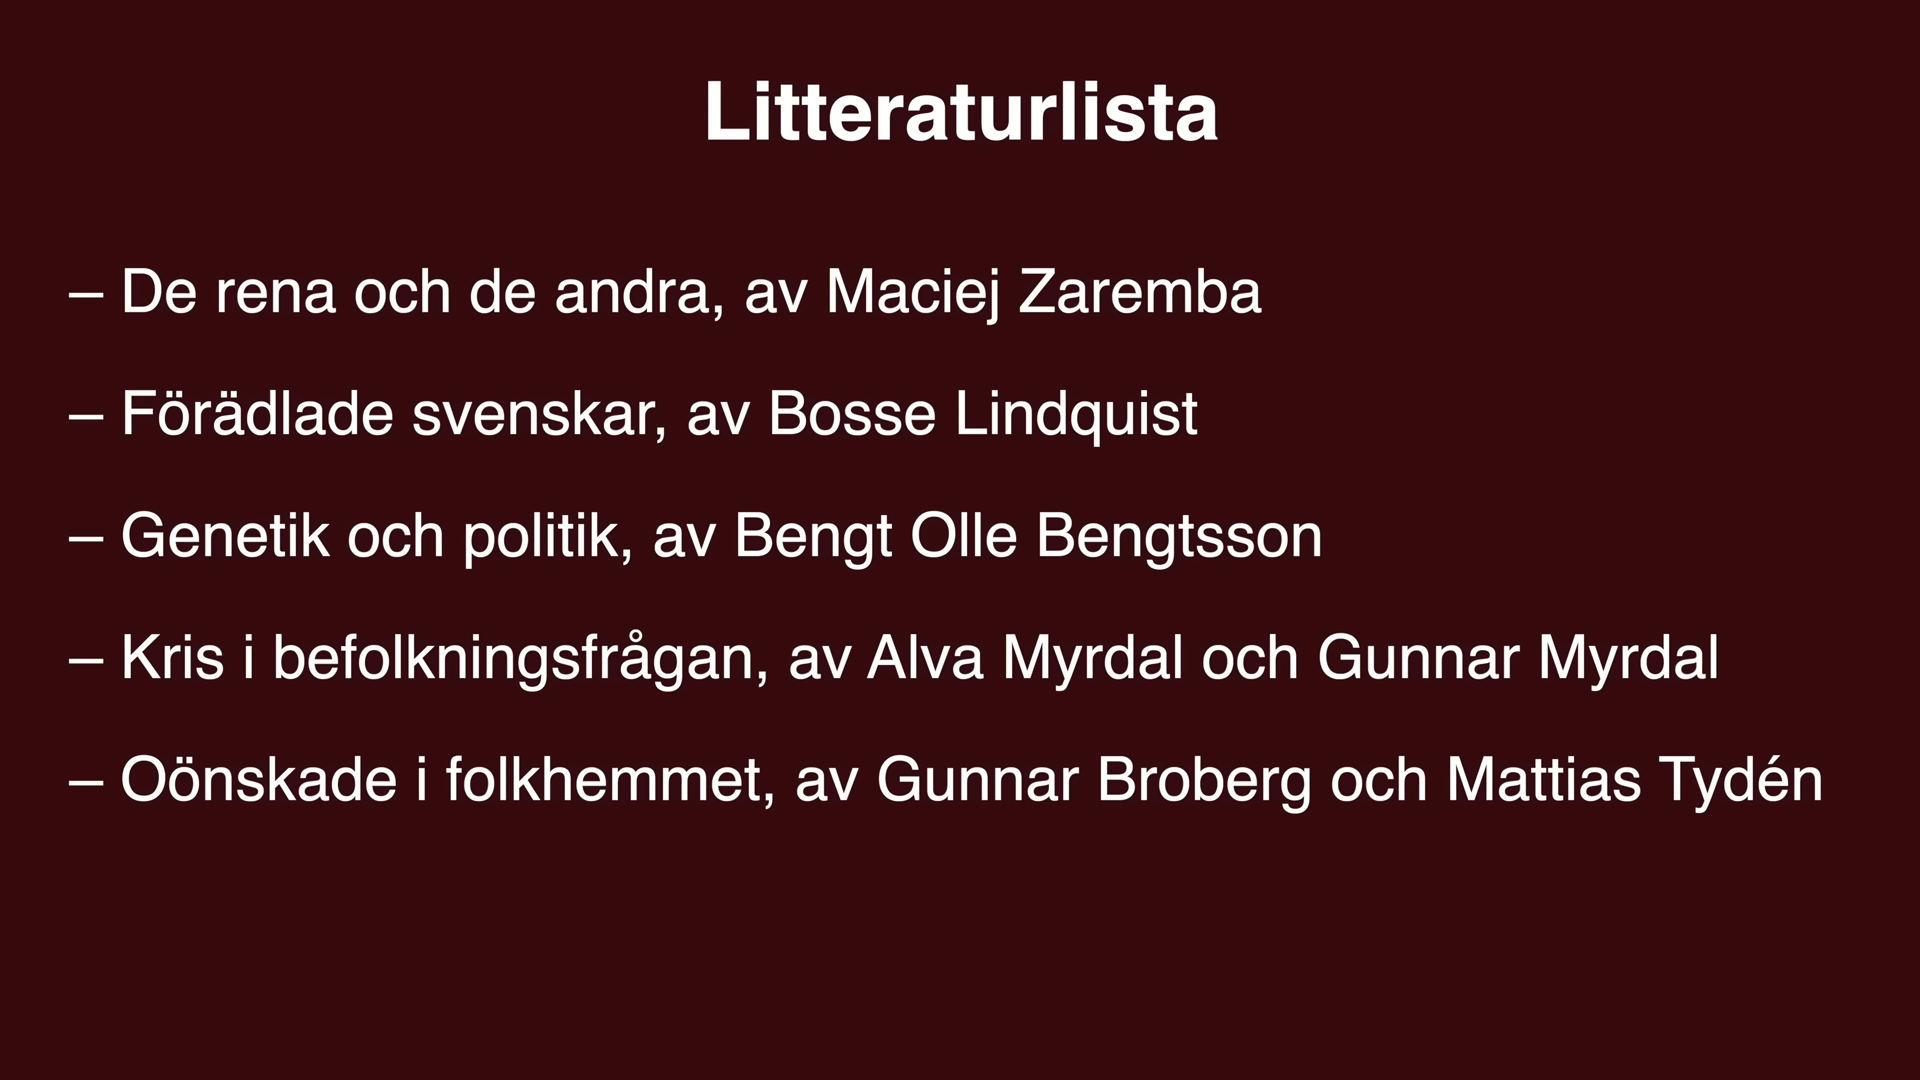 Litteraturlista
– De rena och de andra, av Maciej Zaremba
– Förädlade svenskar, av Bosse Lindquist
– Genetik och politik, av Bengt Olle Bengtsson
– Kris i befolkningsfrågan, av Alva Myrdal och Gunnar Myrdal
– Oönskade i folkhemmet, av Gunnar Broberg och Mattias Tydén